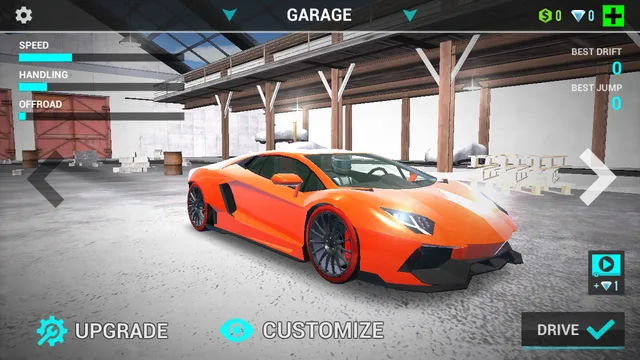 GARAGE
0
0
SPEED
HANDLING
OFFROAD
BEST DRIFT
0
BEST JUMP
0
+1
UPGRADE
CUSTOMIZE
DRIVE